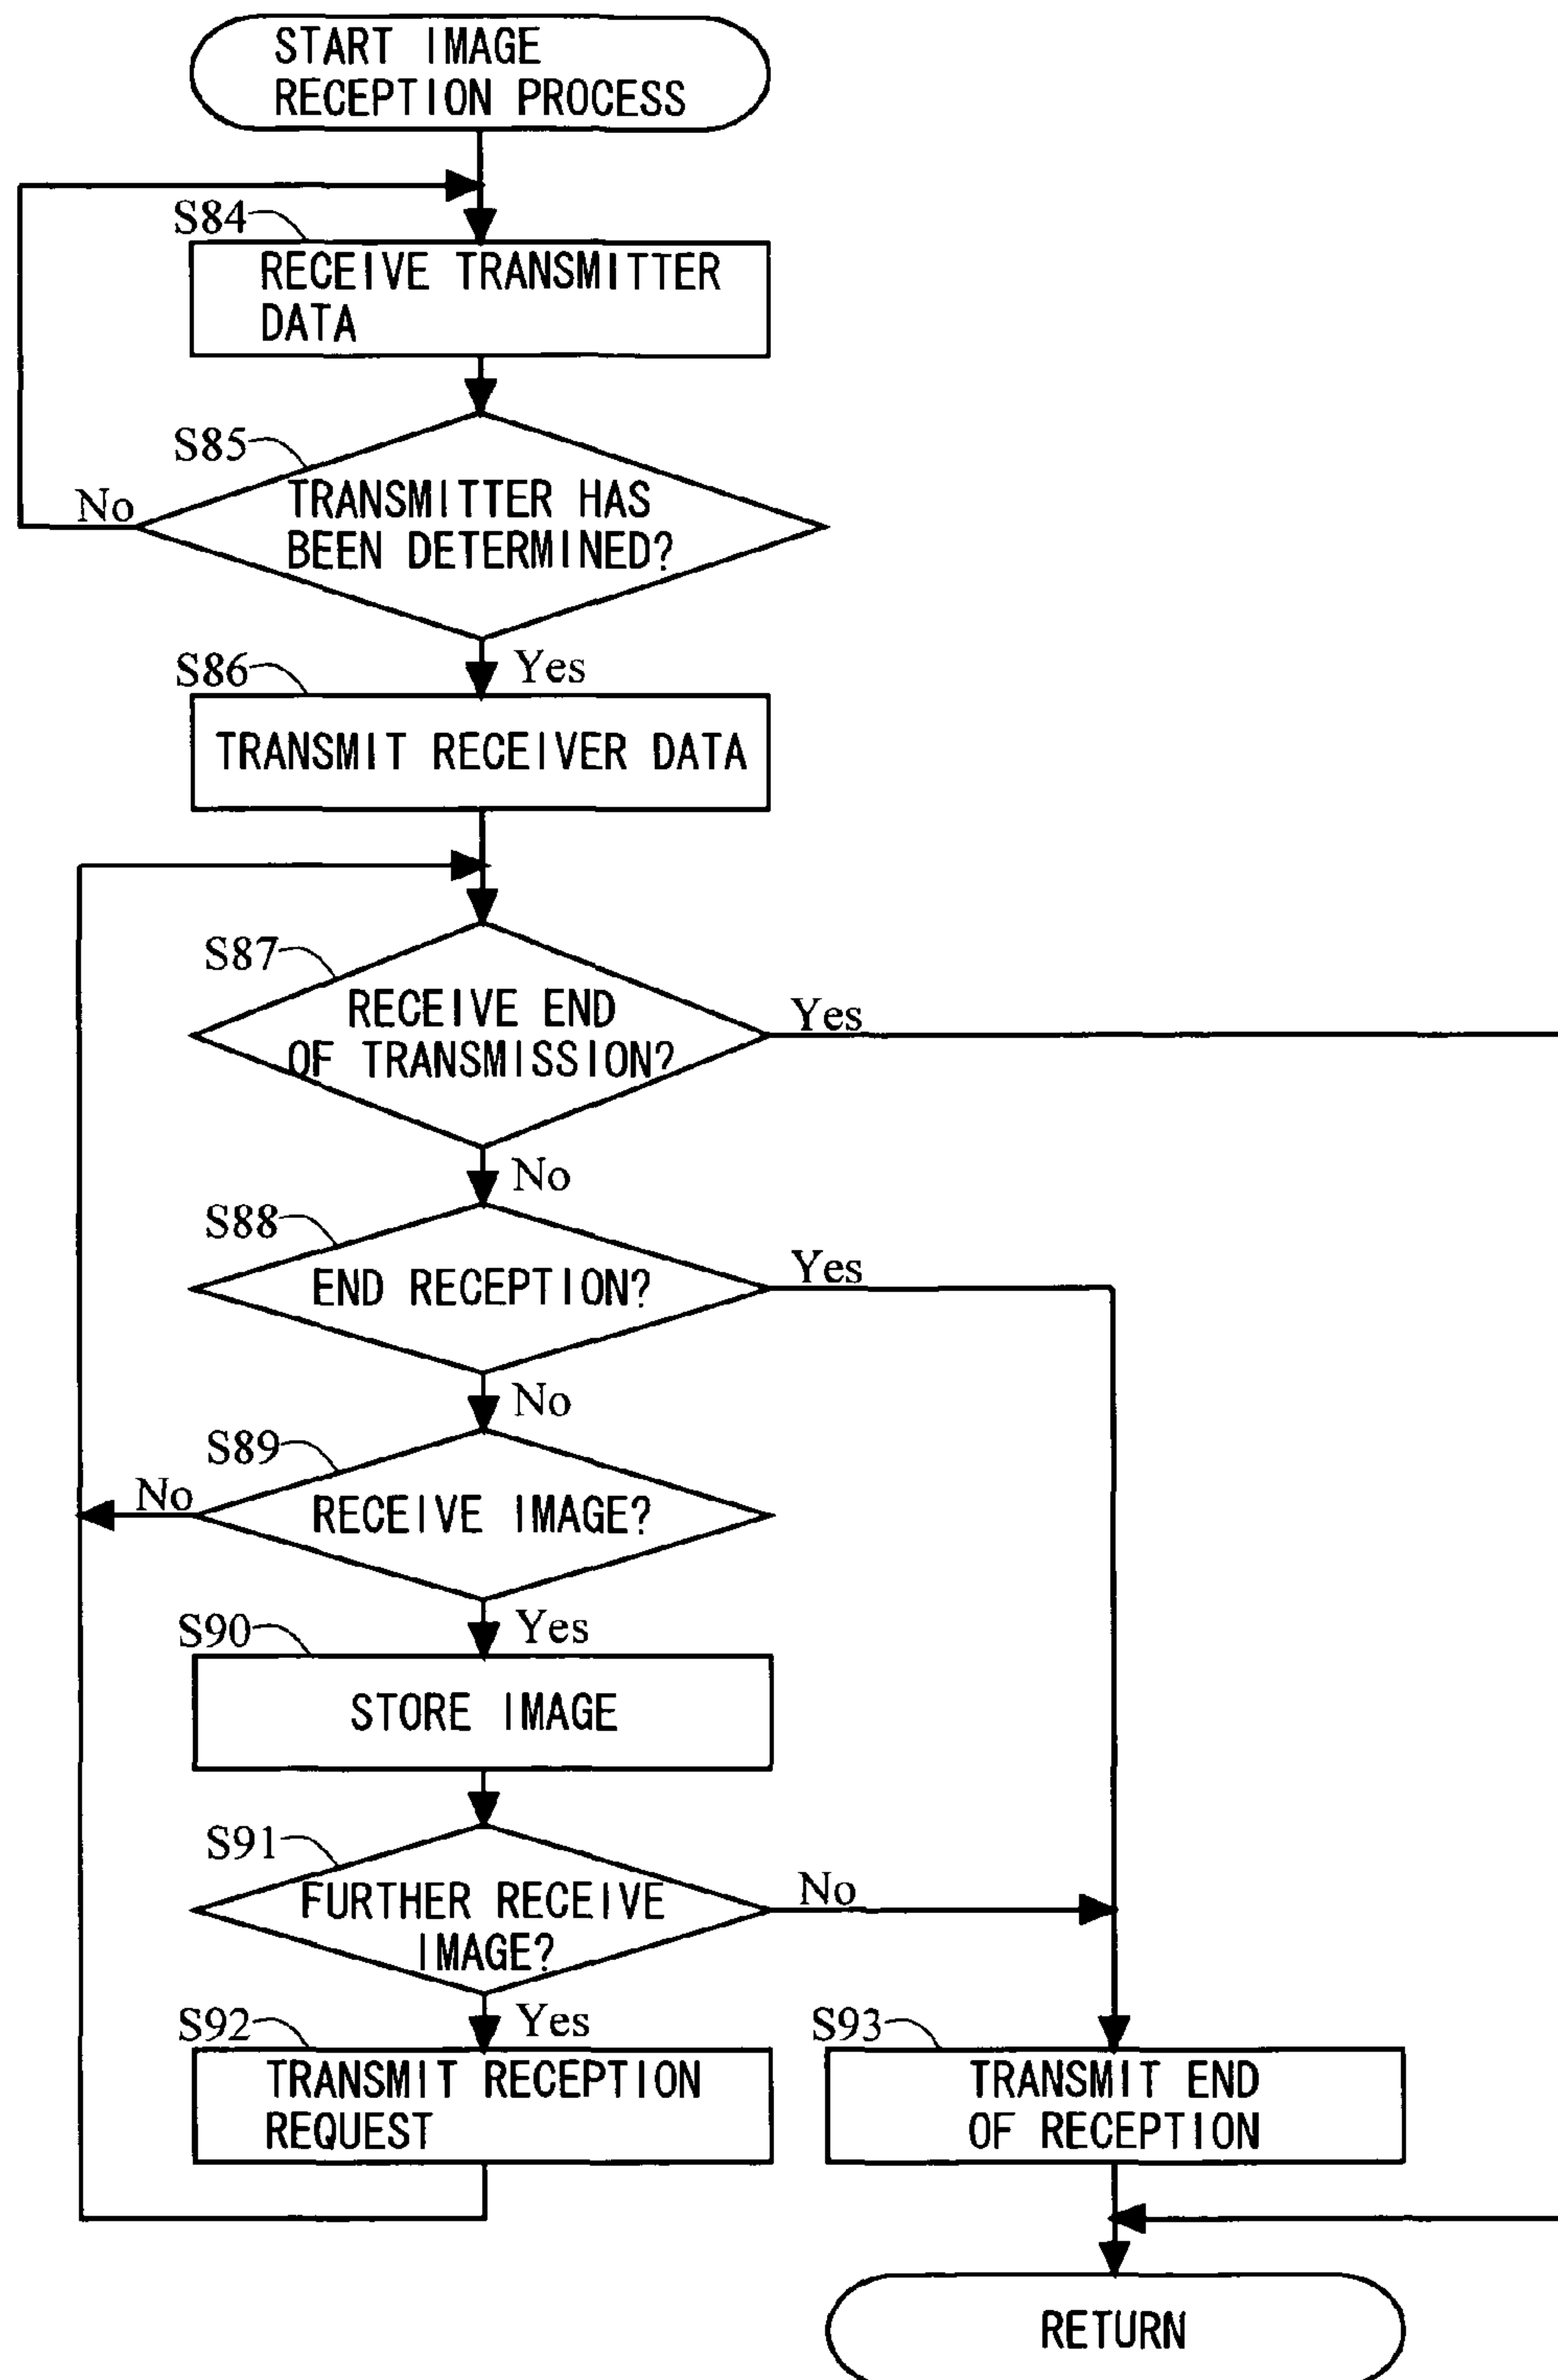 START IMAGE
RECEPTION PROCESS
S84
RECEIVE TRANSMITTER
DATA
S85
No
TRANSMITTER HAS
BEEN DETERMINED?
S86
Yes
TRANSMIT RECEIVER DATA
S87
RECEIVE END
OF TRANSMISSION?
Yes
No
S88
END RECEPTION?
Yes
No
S89
No
RECEIVE IMAGE?
S90
Yes
STORE IMAGE
S91
FURTHER RECEIVE
IMAGE?
No
S92
Yes
TRANSMIT RECEPTION
REQUEST
S93
TRANSMIT END
OF RECEPTION
RETURN